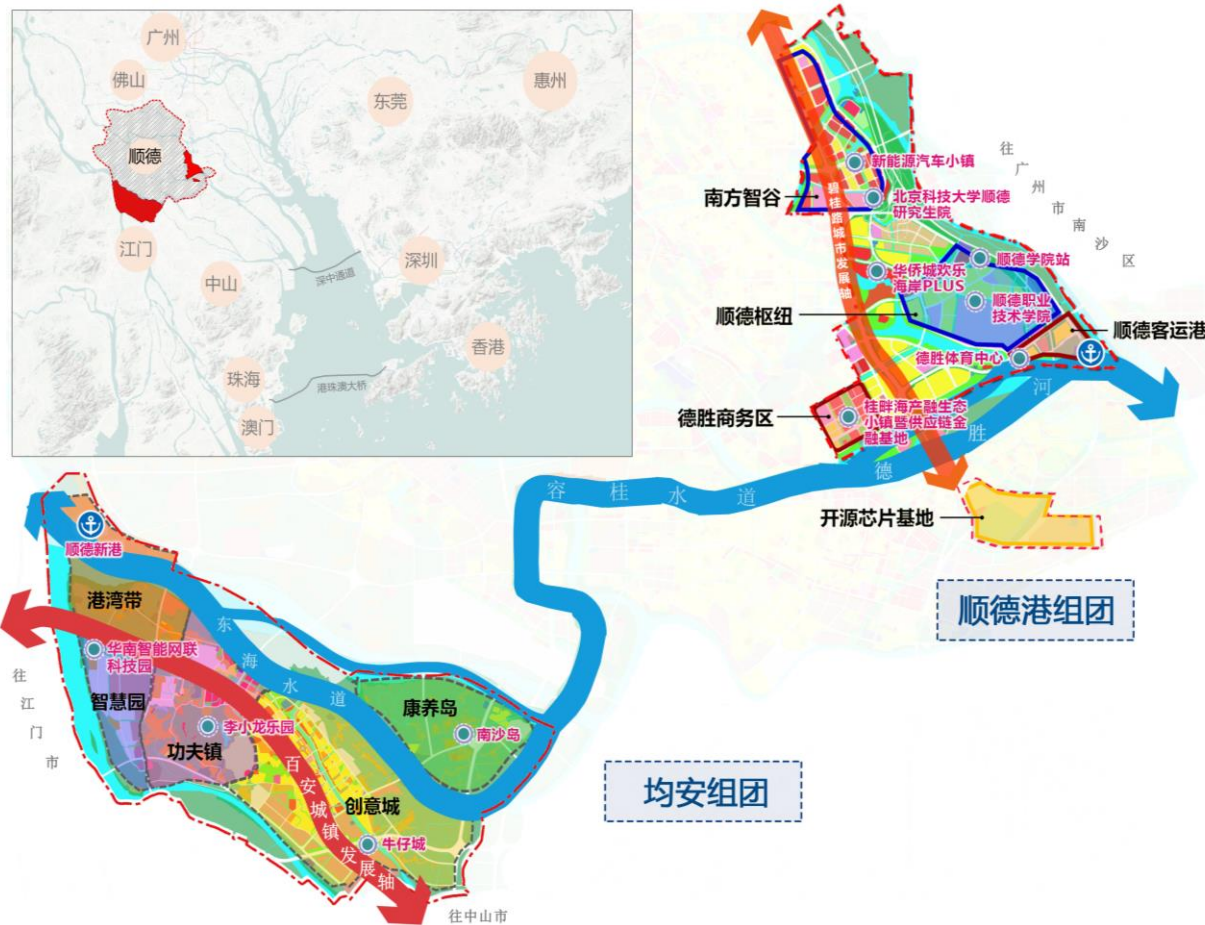 广州
佛山
惠州
东莞
顺德
江门
中山
深中通道
深圳
香港
珠海
港珠澳大桥
澳门
新能源汽车小镇
往广州市南沙区
南方智谷
北京科技大学顺德
研究生院
碧桂路城市发展轴
顺德学院站
华侨城欢乐
海岸PLUS
顺德职业
技术学院
顺德枢纽
顺德客运港
德胜体育中心
德胜商务区
桂畔海产融生态
小镇暨供应链金
融基地
德胜河
容桂水道
开源芯片基地
顺德港组团
顺德新港
港湾带
东海水道
华南智能网联
科技园
往江门市
智慧园
康养岛
李小龙乐园
南沙岛
功夫镇
百安城镇发展轴
创意城
均安组团
牛仔城
往中山市